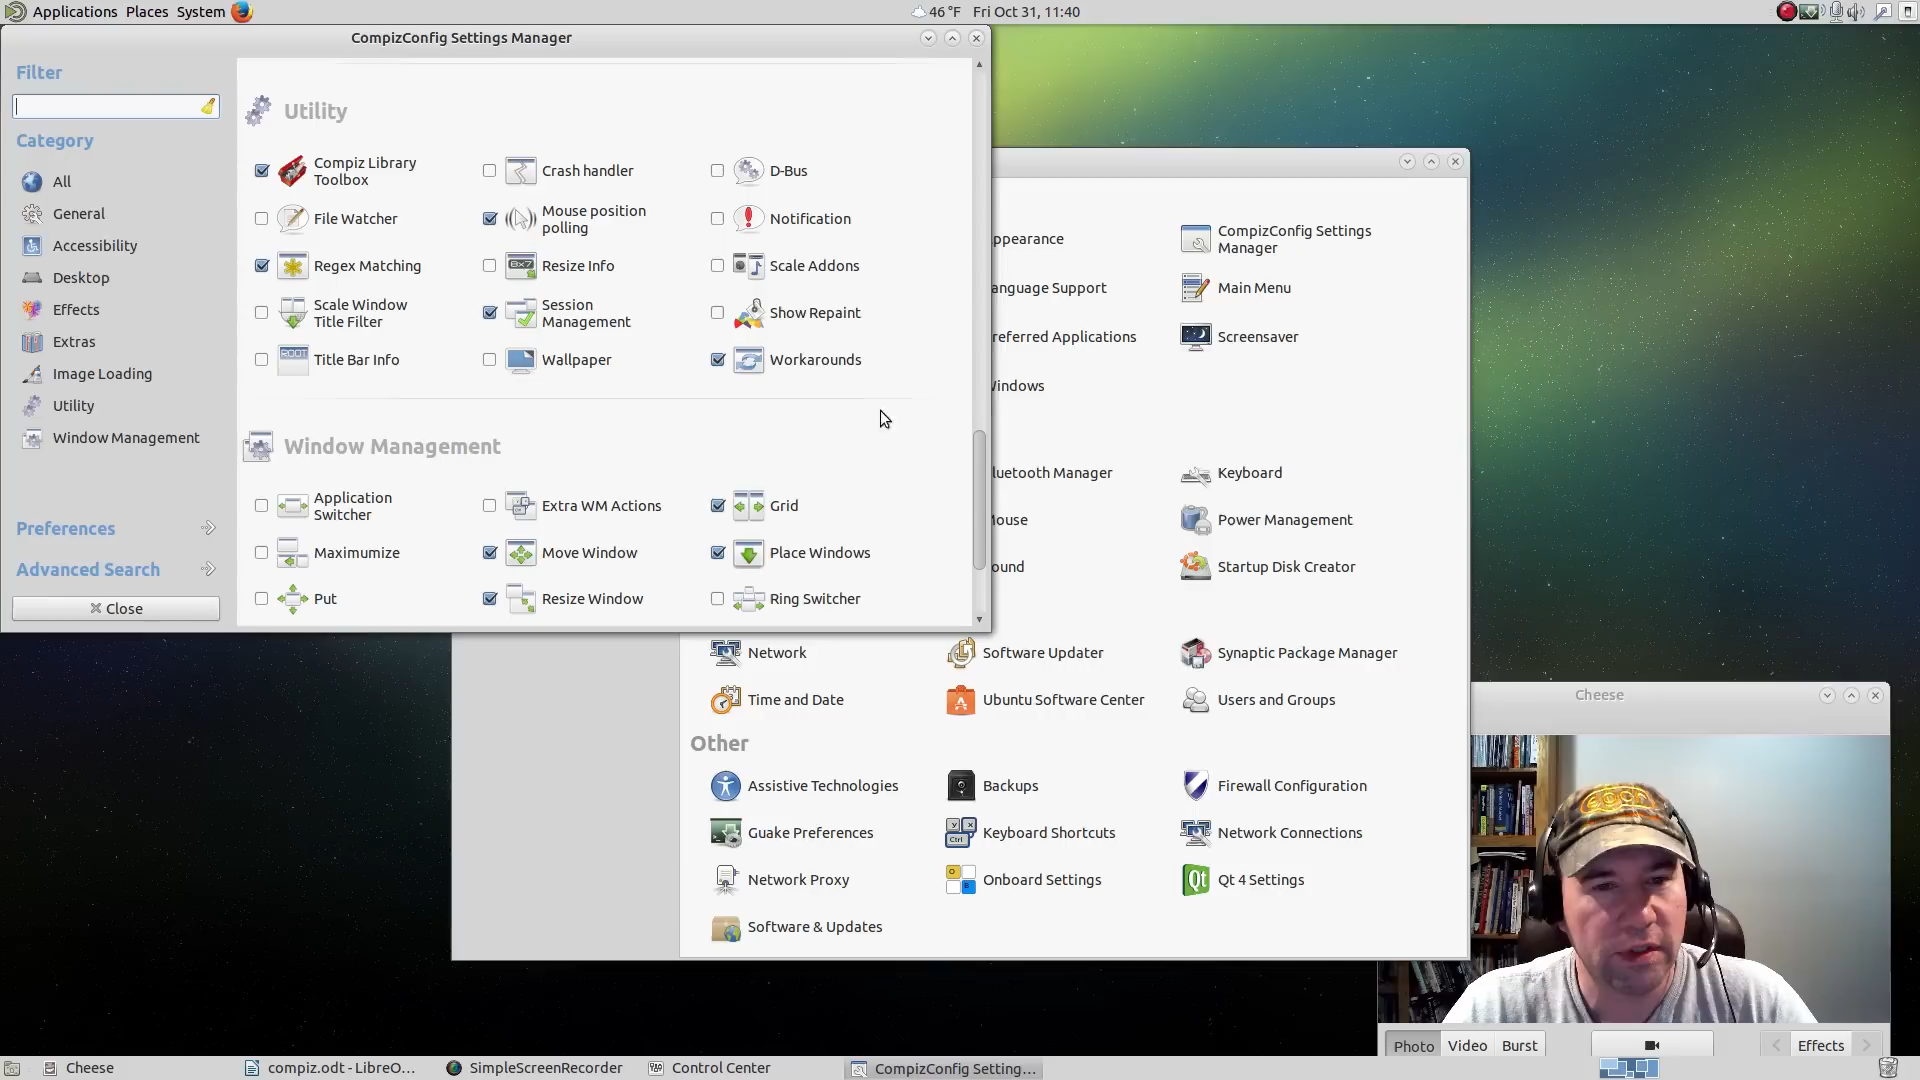 Applications Places System
46 °F Fri Oct 31, 11:40
CompizConfig Settings Manager
Filter
Category
All
General
Accessibility
Desktop
Effects
Extras
Image Loading
Utility
Window Management
Preferences
Advanced Search
Close
Utility
Compiz Library
Toolbox
Crash handler
D-Bus
File Watcher
Mouse position
polling
Notification
Regex Matching
Resize Info
Scale Addons
Scale Window
Title Filter
Session
Management
Show Repaint
Title Bar Info
Wallpaper
Workarounds
Window Management
Application
Switcher
Extra WM Actions
Grid
Maximumize
Move Window
Place Windows
Put
Resize Window
Ring Switcher
ppearance
CompizConfig Settings
Manager
anguage Support
Main Menu
referred Applications
Screensaver
indows
luetooth Manager
Keyboard
ouse
Power Management
ound
Startup Disk Creator
Network
Software Updater
Synaptic Package Manager
Time and Date
Ubuntu Software Center
Users and Groups
Other
Assistive Technologies
Backups
Firewall Configuration
Guake Preferences
Keyboard Shortcuts
Network Connections
Network Proxy
Onboard Settings
Qt 4 Settings
Software & Updates
Cheese
Photo Video Burst
Effects
Cheese
compiz.odt - LibreO...
SimpleScreenRecorder
Control Center
CompizConfig Setting...